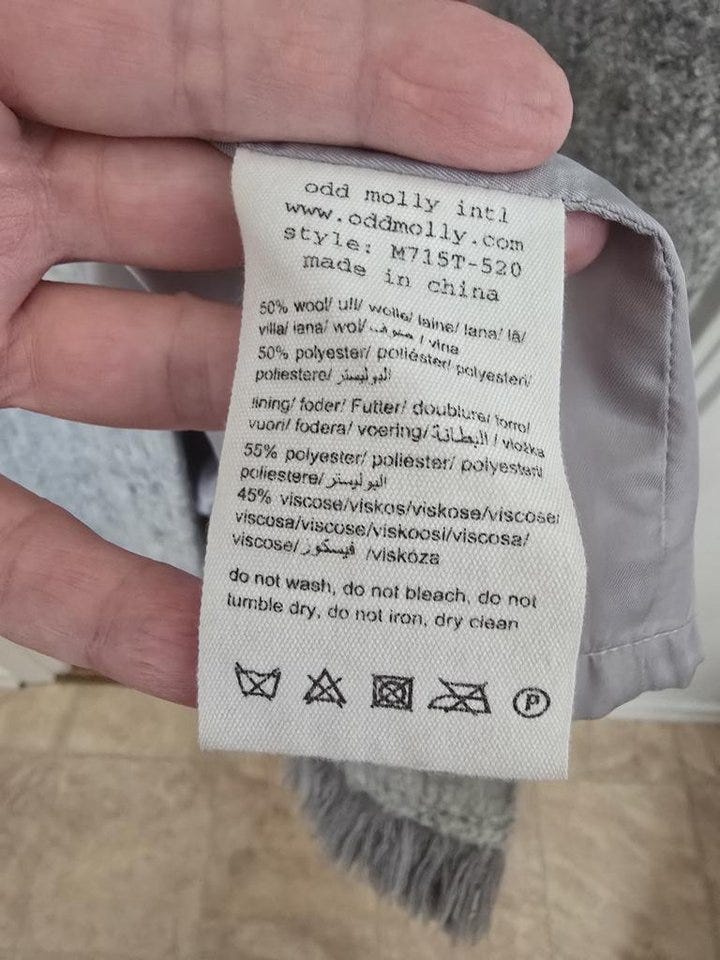 odd molly intl
www.oddmolly.com
style: M715T-520
made in china
50% wool/ ull/ wolle/ laine/ lana/ lã/
villa/ lana/ wol/ صوف / vlna
50% polyester/ poliéster/ polyesteri/
poliestere/ البوليستر
lining/ foder/ Futter/ doublure/ forro/
vuori/ fodera/ voering/ البطانة / vložka
55% polyester/ poliester/ polyesteri/
poliestere/ البوليستر
45% viscose/viskos/viskose/viscose/
viscosa/viscose/viskoosi/viscosa/
viscose/ فيسكوز /viskóza
do not wash, do not bleach, do not
tumble dry, do not iron, dry clean
P